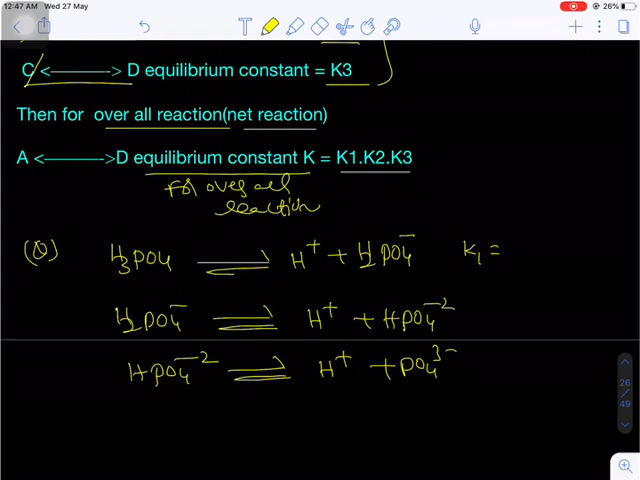 12:47 AM Wed 27 May
26%
C <————> D equilibrium constant = K3
Then for over all reaction(net reaction)
A <————>D equilibrium constant K = K1.K2.K3
For over all
reaction
(Q) H₃PO₄ ⇌ H⁺ + H₂PO₄⁻ K₁ =
H₂PO₄⁻ ⇌ H⁺ + HPO₄⁻²
HPO₄⁻² ⇌ H⁺ + PO₄³⁻
26
/
49